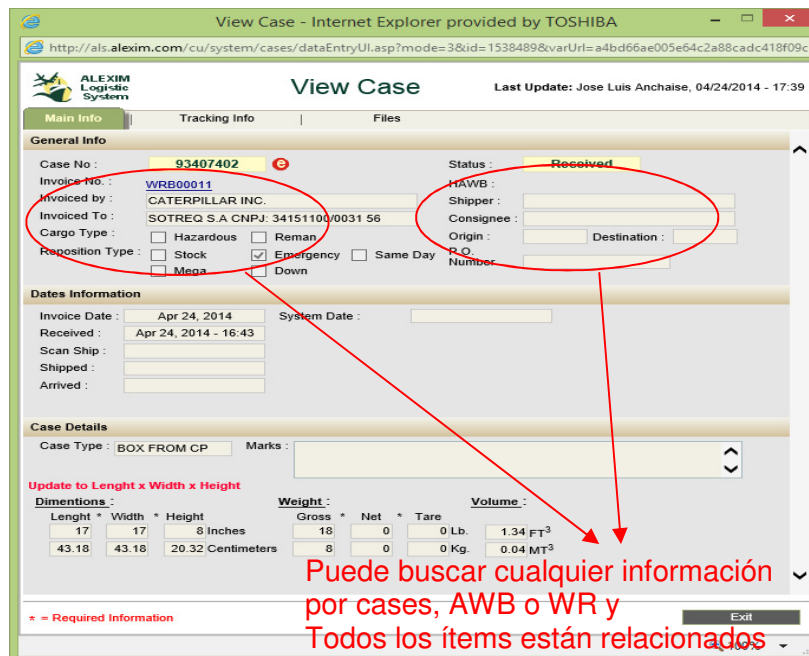 View Case - Internet Explorer provided by TOSHIBA
http://als.alexim.com/cu/system/cases/dataEntryUI.asp?mode=3&id=1538489&varUrl=a4bd66ae005e64c2a88cadc418f09c
ALEXIM Logistic System
View Case
Last Update: Jose Luis Anchaise, 04/24/2014 - 17:39
Main Info | Tracking Info | Files
General Info
Case No : 93407402 e Status : Received
Invoice No. : WRB00011 HAWB :
Invoiced by : CATERPILLAR INC. Shipper :
Invoiced To : SOTREQ S.A CNPJ: 34151100/0031 56 Consignee :
Cargo Type : Hazardous Reman Origin : Destination :
Reposition Type : Stock Emergency Same Day P.O. Number
Mega Down
Dates Information
Invoice Date : Apr 24, 2014 System Date :
Received : Apr 24, 2014 - 16:43
Scan Ship :
Shipped :
Arrived :
Case Details
Case Type : BOX FROM CP Marks :
Update to Lenght x Width x Height
Dimentions : Weight : Volume :
Lenght * Width * Height Gross * Net * Tare
17 17 8 Inches 18 0 0 Lb. 1.34 FT3
43.18 43.18 20.32 Centimeters 8 0 0 Kg. 0.04 MT3
Puede buscar cualquier información
por cases, AWB o WR y
Todos los ítems están relacionados
* = Required Information Exit
100%